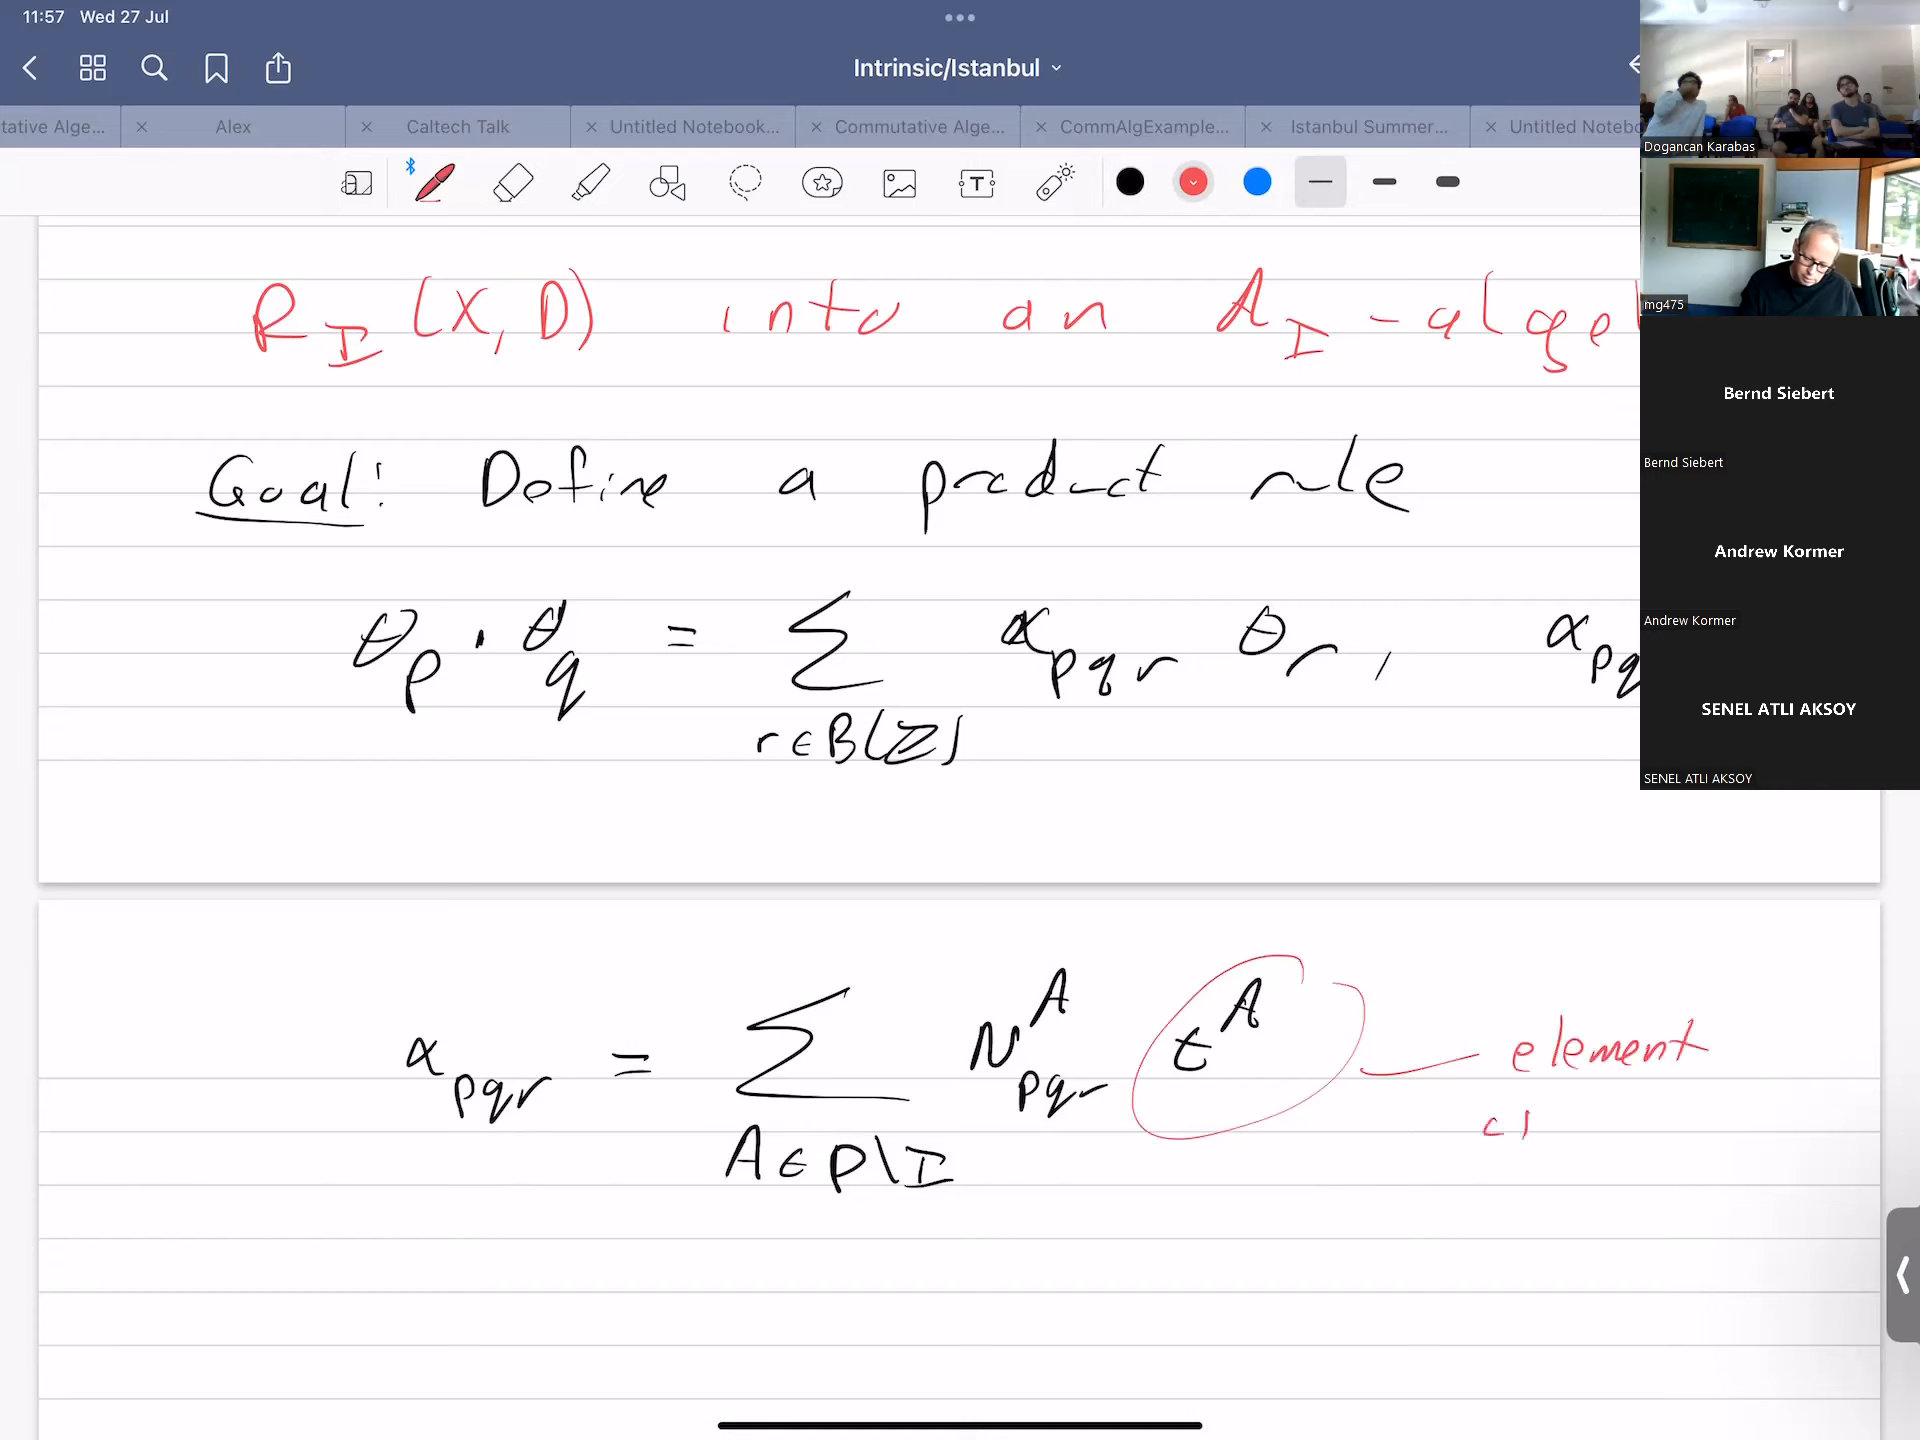 11:57 Wed 27 Jul
Intrinsic/Istanbul
tative Alge...
Alex
Caltech Talk
Untitled Notebook...
Commutative Alge...
CommAlgExample...
Istanbul Summer...
Untitled Notebo
R_I (X, D) into an A_I - alge
Goal: Define a product rule
θ_p · θ_q = Σ_{r∈B(Z)} α_{pqr} θ_r, α_{pq
α_{pqr} = Σ_{A∈P\I} N^A_{pqr} t^A — element
Dogancan Karabas
mg475
Bernd Siebert
Bernd Siebert
Andrew Kormer
Andrew Kormer
SENEL ATLI AKSOY
SENEL ATLI AKSOY